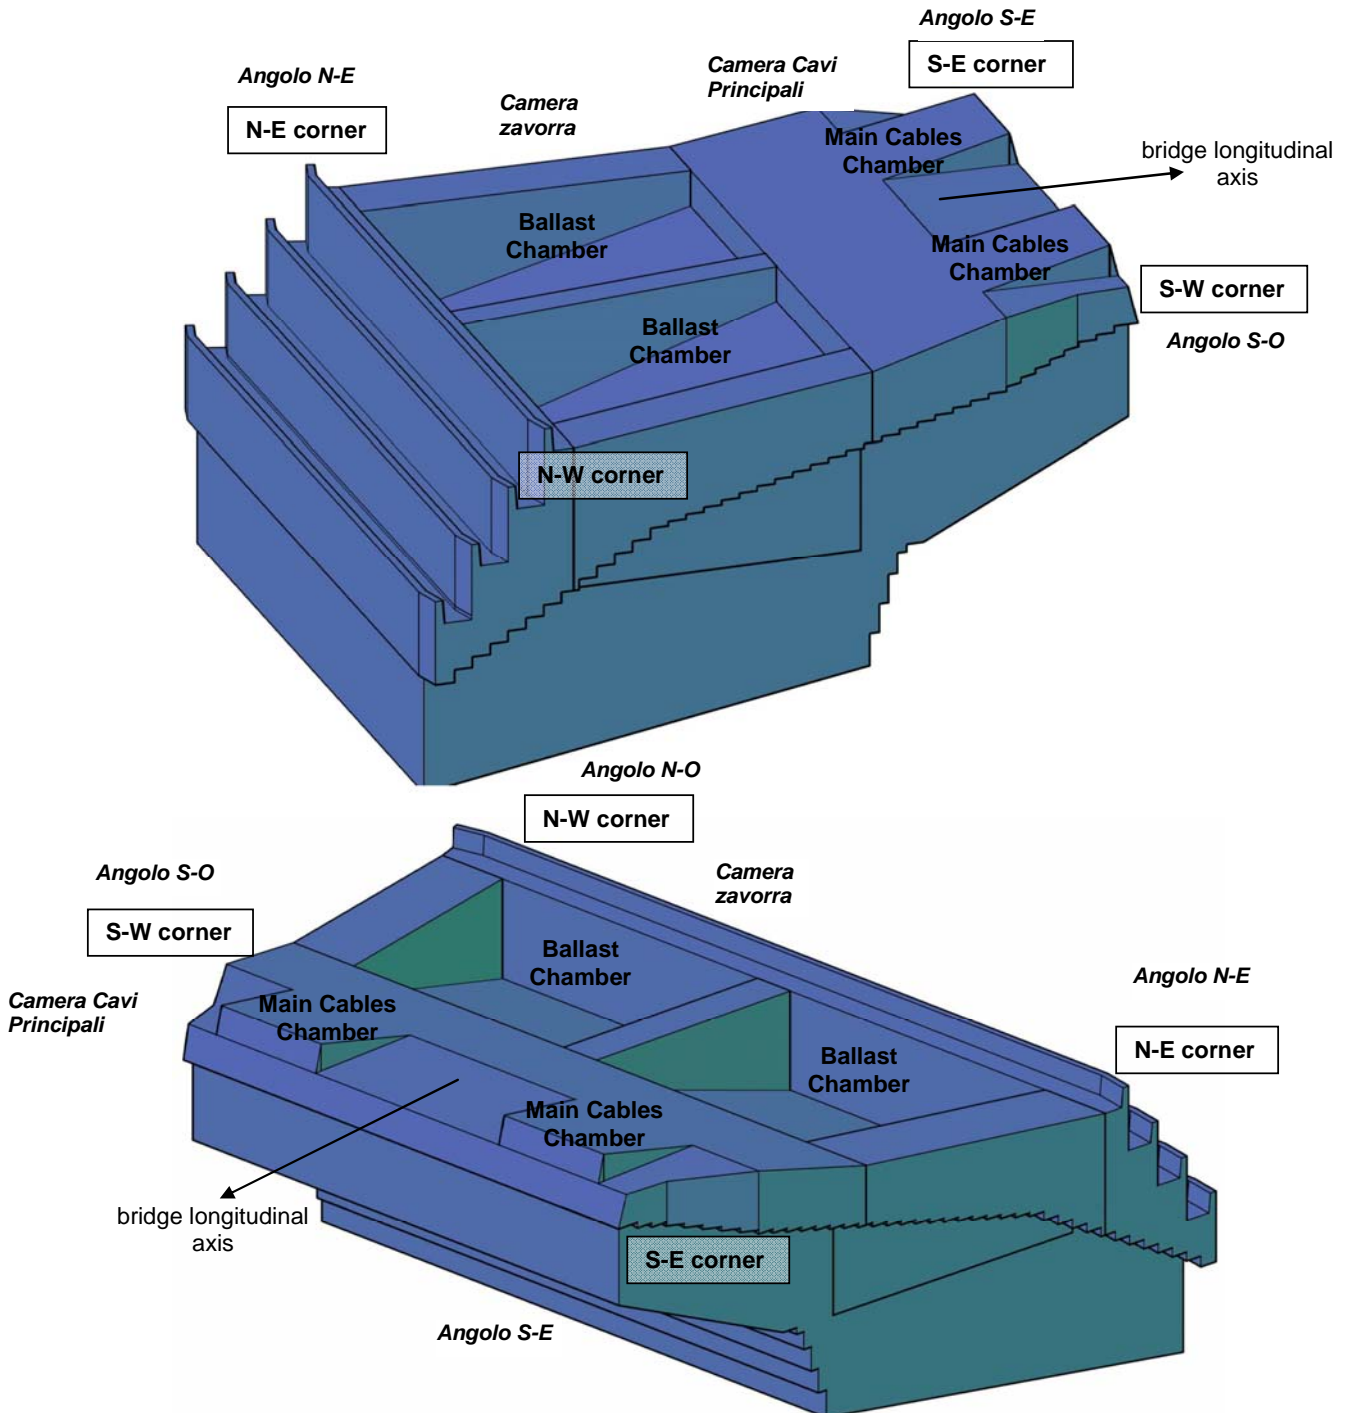 Angolo S-E
S-E corner
Camera Cavi
Principali
Angolo N-E
N-E corner
Camera
zavorra
Main Cables
Chamber
bridge longitudinal
axis
Ballast
Chamber
Main Cables
Chamber
S-W corner
Angolo S-O
Ballast
Chamber
N-W corner
Angolo N-O
N-W corner
Angolo S-O
S-W corner
Camera
zavorra
Ballast
Chamber
Angolo N-E
Camera Cavi
Principali
Main Cables
Chamber
N-E corner
Ballast
Chamber
Main Cables
Chamber
bridge longitudinal
axis
S-E corner
Angolo S-E